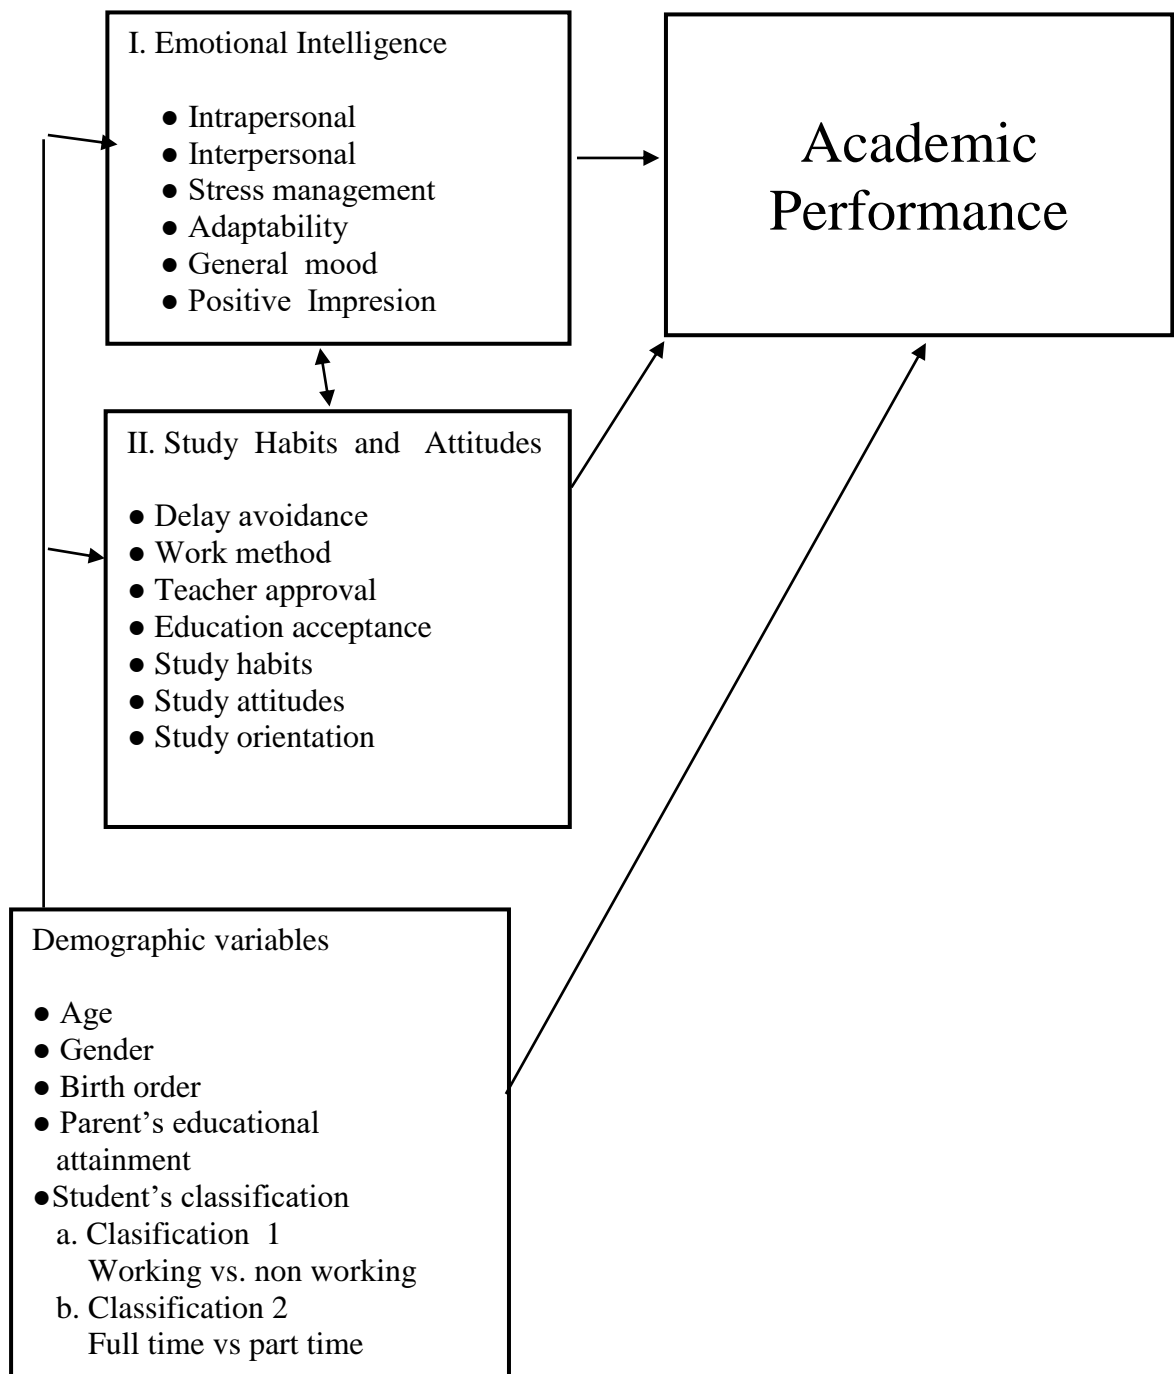 I. Emotional Intelligence
● Intrapersonal
● Interpersonal
● Stress management
● Adaptability
● General mood
● Positive Impresion
Academic
Performance
II. Study Habits and Attitudes
● Delay avoidance
● Work method
● Teacher approval
● Education acceptance
● Study habits
● Study attitudes
● Study orientation
Demographic variables
● Age
● Gender
● Birth order
● Parent’s educational
attainment
●Student’s classification
a. Clasification 1
Working vs. non working
b. Classification 2
Full time vs part time